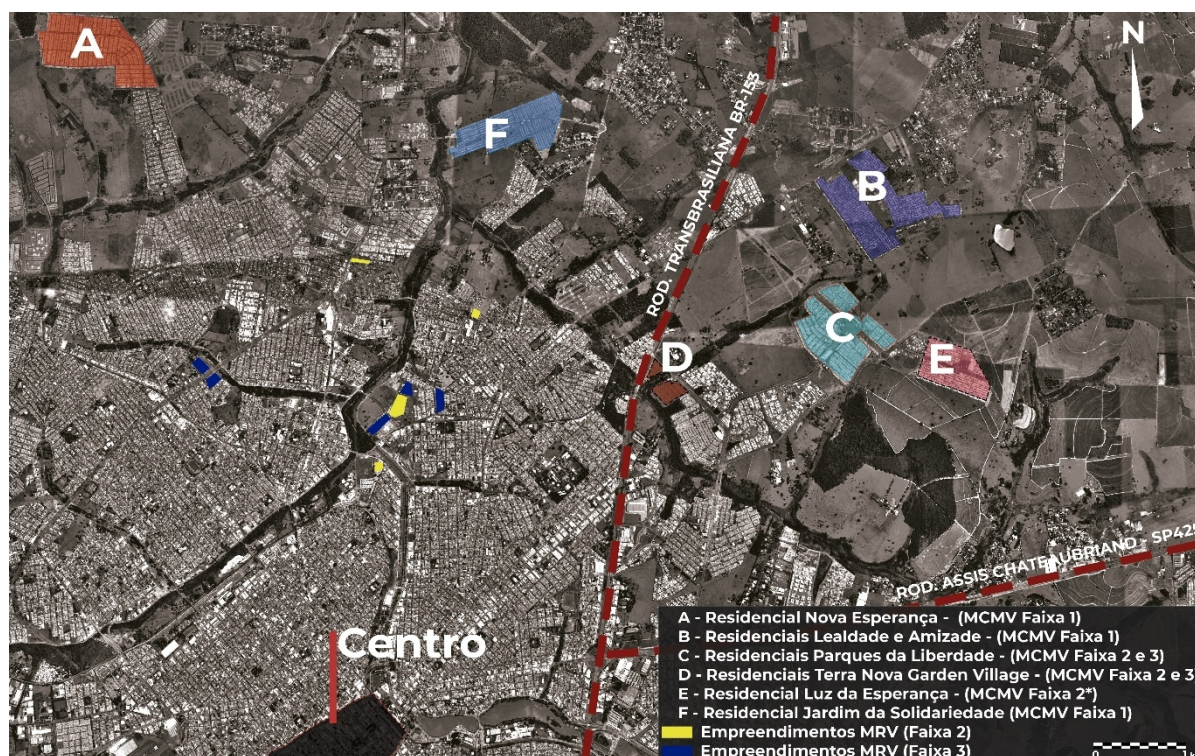 A
N
F
B
ROD. TRANSBRASILIANA BR-153
C
D
E
ROD. ASSIS CHATEAUBRIAND - SP42
Centro
A - Residencial Nova Esperança - (MCMV Faixa 1)
B - Residenciais Lealdade e Amizade - (MCMV Faixa 1)
C - Residenciais Parques da Liberdade - (MCMV Faixa 2 e 3)
D - Residenciais Terra Nova Garden Village - (MCMV Faixa 2 e 3
E - Residencial Luz da Esperança - (MCMV Faixa 2*)
F - Residencial Jardim da Solidariedade (MCMV Faixa 1)
Empreendimentos MRV (Faixa 2)
Empreendimentos MRV (Faixa 3)